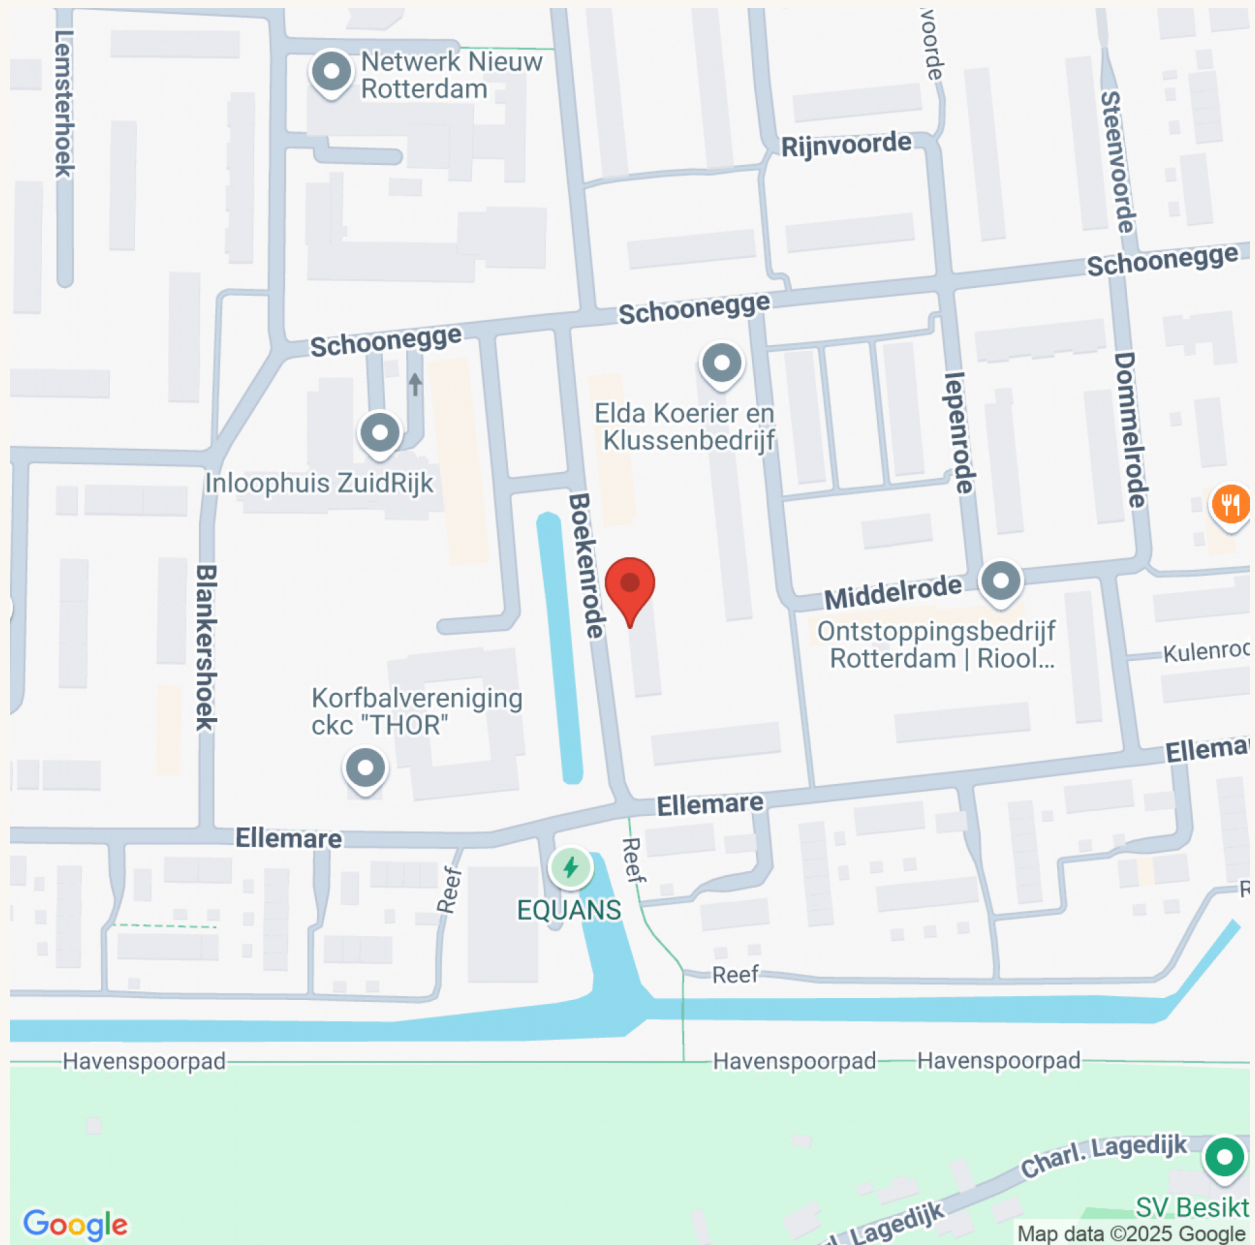 Lemsterhoek
Netwerk Nieuw
Rotterdam
voorde
Rijnvoorde
Steenvoorde
Schoonegge
Schoonegge
Schoonegge
Elda Koerier en
Klussenbedrijf
Iepenrode
Dommelrode
Inloophuis ZuidRijk
Boekenrode
Blankershoek
Middelrode
Ontstoppingsbedrijf
Rotterdam | Riool...
Kulenroc
Korfbalvereniging
ckc "THOR"
Ellema
Ellemare
Ellemare
Reef
Reef
EQUANS
R
Reef
Havenspoorpad
Havenspoorpad
Havenspoorpad
Charl. Lagedijk
SV Besikt
l. Lagedijk
Google
Map data ©2025 Google